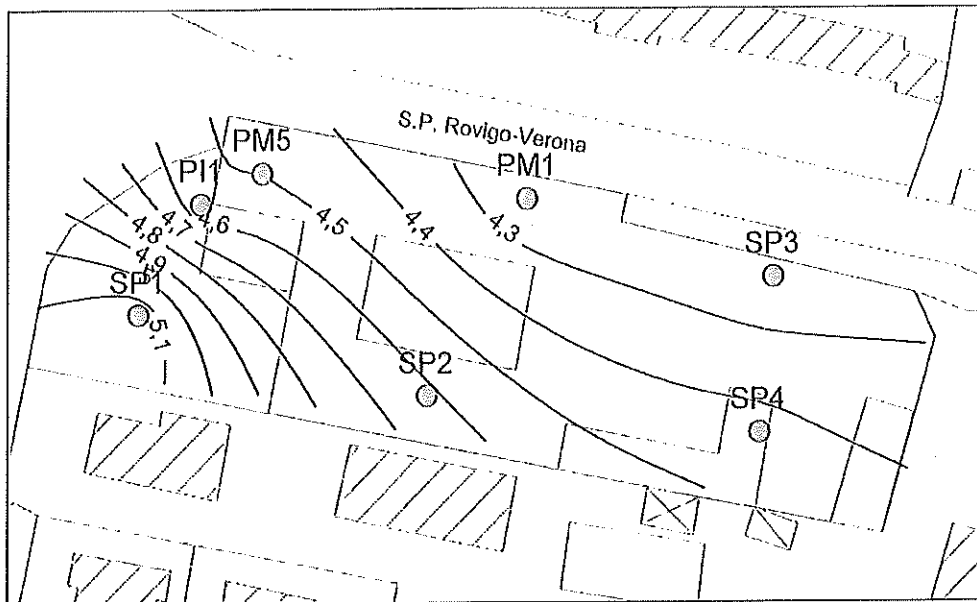 S.P. Rovigo-Verona
PM5
PM1
PI1
4,8
4,7
4,6
4,5
4,4
4,3
SP3
4,9
SP1
5,1
SP2
SP4